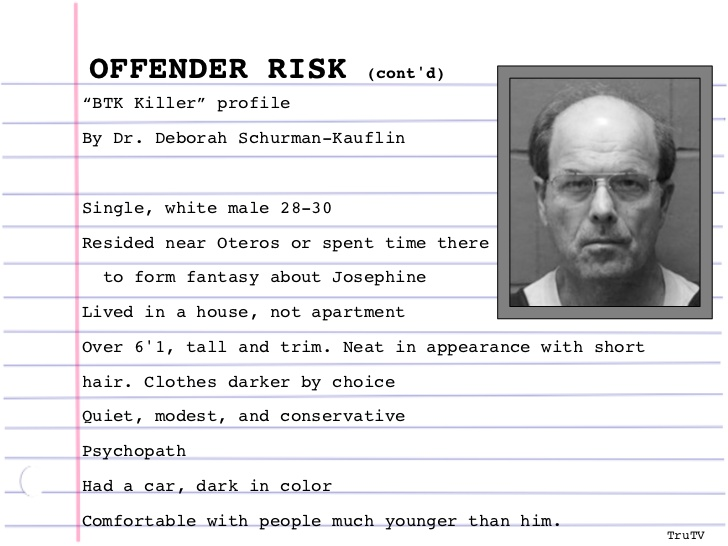 OFFENDER RISK (cont'd)
“BTK Killer” profile
By Dr. Deborah Schurman-Kauflin
Single, white male 28-30
Resided near Oteros or spent time there
to form fantasy about Josephine
Lived in a house, not apartment
Over 6'1, tall and trim. Neat in appearance with short
hair. Clothes darker by choice
Quiet, modest, and conservative
Psychopath
Had a car, dark in color
Comfortable with people much younger than him.
TruTV